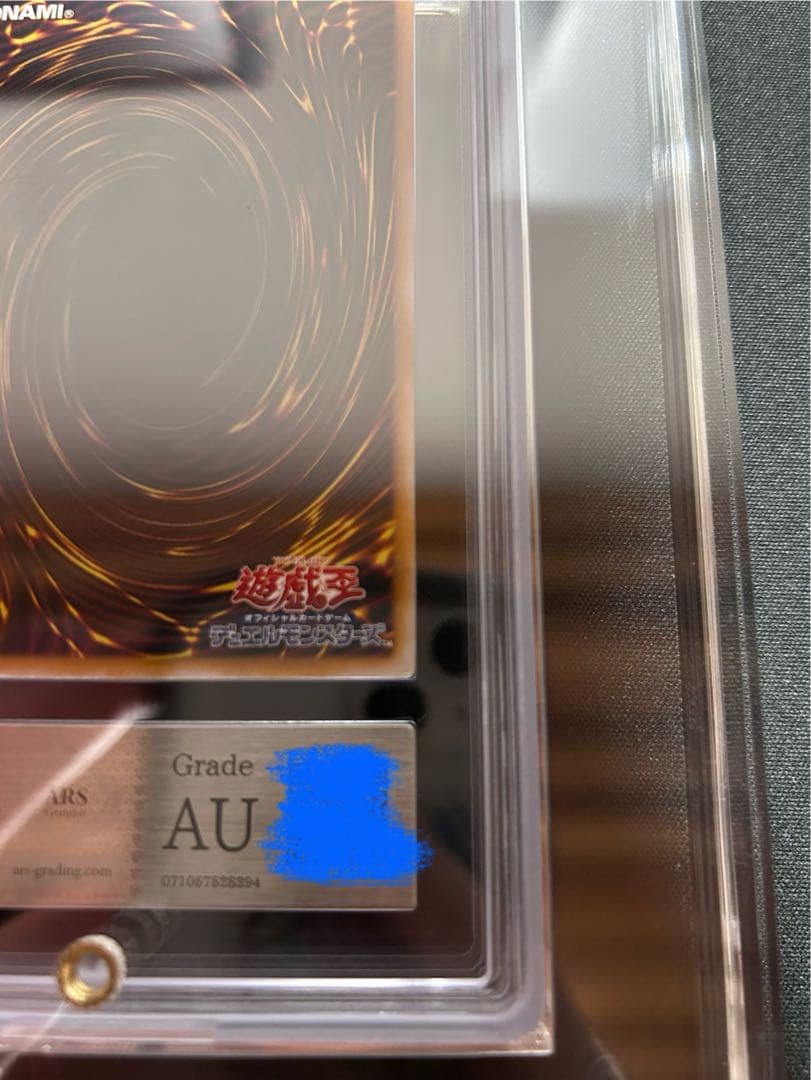 KONAMI®
遊戯王
オフィシャルカードゲーム
デュエルモンスターズ
Grade
ARS
AU
ars-grading.com
071057528394